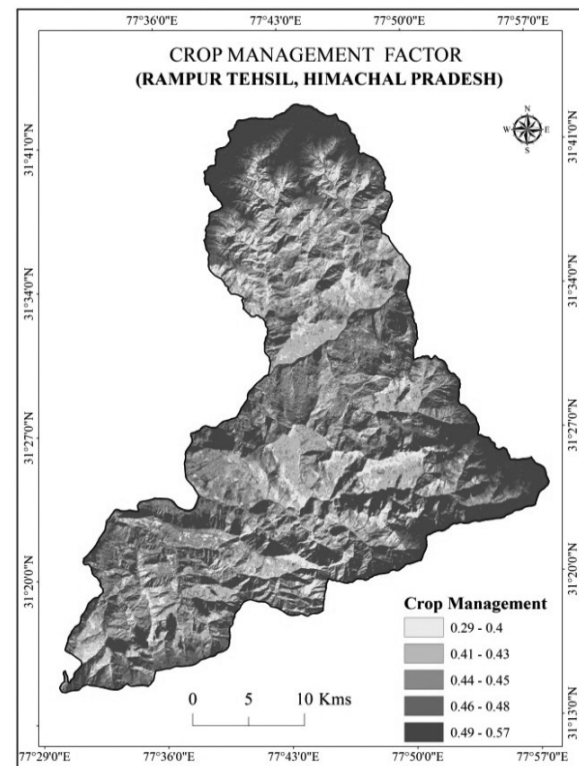 77°36'0"E 77°43'0"E 77°50'0"E 77°57'0"E
CROP MANAGEMENT FACTOR
(RAMPUR TEHSIL, HIMACHAL PRADESH)
N
W E
S
31°41'0"N 31°41'0"N
31°34'0"N 31°34'0"N
31°27'0"N 31°27'0"N
31°20'0"N 31°20'0"N
Crop Management
0.29 - 0.4
0.41 - 0.43
0.44 - 0.45
0.46 - 0.48
0.49 - 0.57
0 5 10 Kms
31°13'0"N
77°29'0"E 77°36'0"E 77°43'0"E 77°50'0"E 77°57'0"E